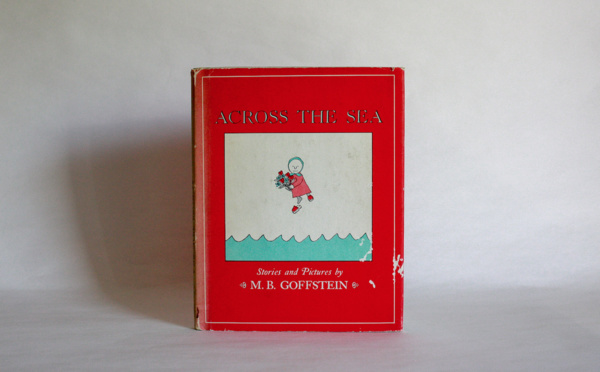 ACROSS THE SEA
Stories and Pictures by
M. B. GOFFSTEIN